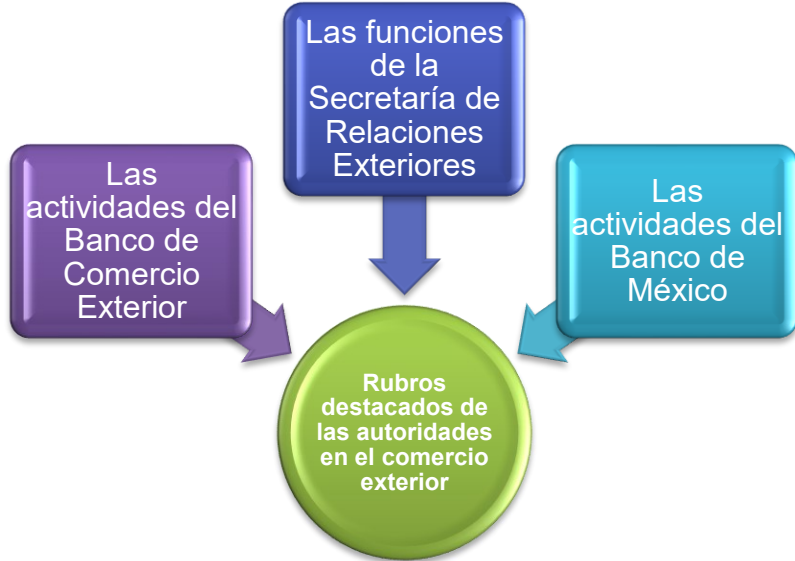 Las funciones
de la
Secretaría de
Relaciones
Exteriores
Las
actividades del
Banco de
Comercio
Exterior
Las
actividades del
Banco de
México
Rubros
destacados de
las autoridades
en el comercio
exterior